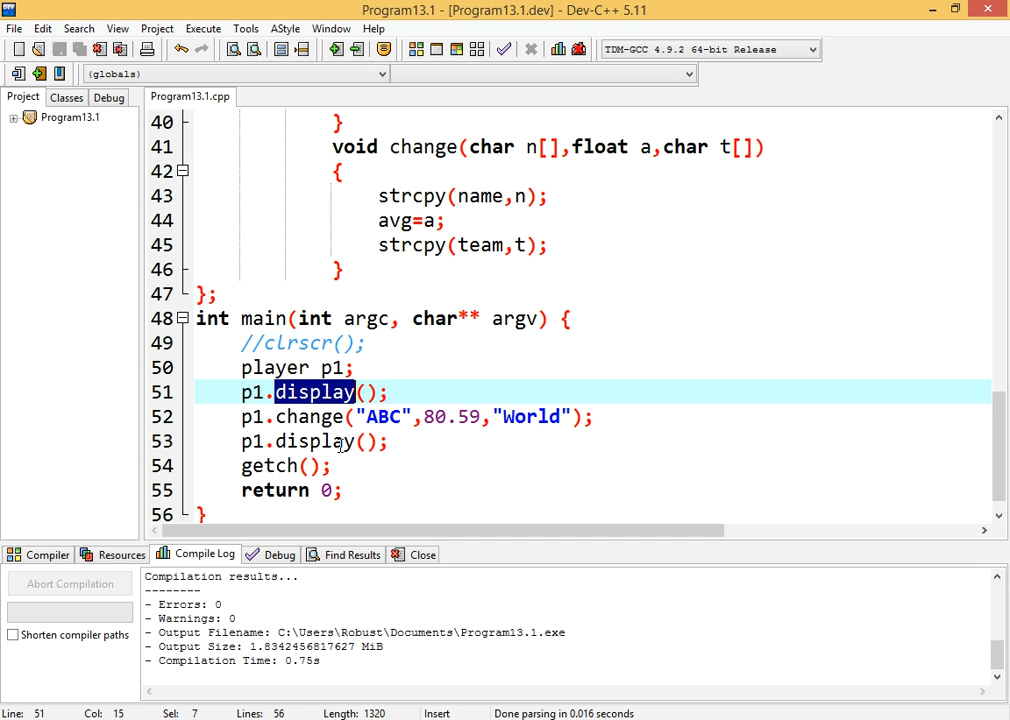 Program13.1 - [Program13.1.dev] - Dev-C++ 5.11
File Edit Search View Project Execute Tools AStyle Window Help
TDM-GCC 4.9.2 64-bit Release
(globals)
Project Classes Debug Program13.1.cpp
Program13.1
40 }
41 void change(char n[],float a,char t[])
42 {
43 strcpy(name,n);
44 avg=a;
45 strcpy(team,t);
46 }
47 };
48 int main(int argc, char** argv) {
49 //clrscr();
50 player p1;
51 p1.display();
52 p1.change("ABC",80.59,"World");
53 p1.display();
54 getch();
55 return 0;
56 }
Compiler Resources Compile Log Debug Find Results Close
Abort Compilation
Shorten compiler paths
Compilation results...
--------
- Errors: 0
- Warnings: 0
- Output Filename: C:\Users\Robust\Documents\Program13.1.exe
- Output Size: 1.8342456817627 MiB
- Compilation Time: 0.75s
Line: 51 Col: 15 Sel: 7 Lines: 56 Length: 1320 Insert Done parsing in 0.016 seconds